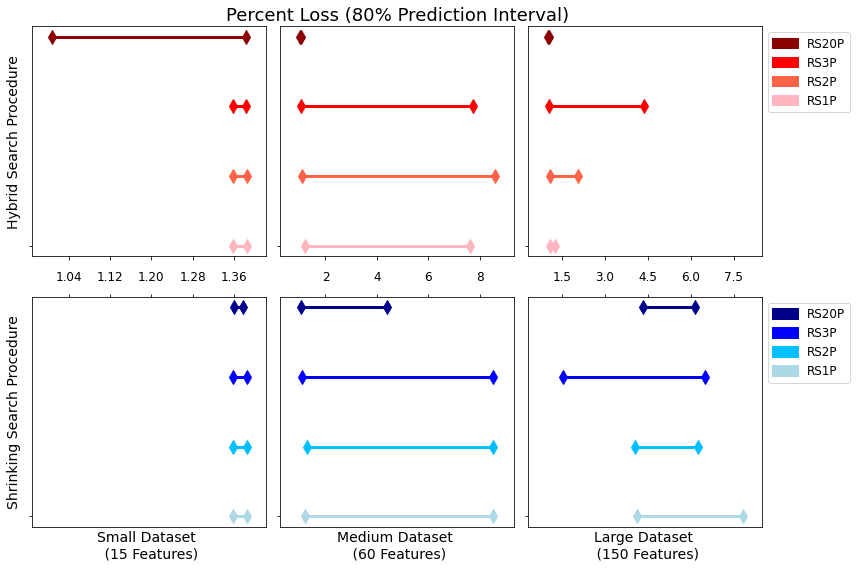 Percent Loss (80% Prediction Interval)
Hybrid Search Procedure
RS20P
RS3P
RS2P
RS1P
1.04 1.12 1.20 1.28 1.36
2 4 6 8
1.5 3.0 4.5 6.0 7.5
Shrinking Search Procedure
RS20P
RS3P
RS2P
RS1P
Small Dataset
(15 Features)
Medium Dataset
(60 Features)
Large Dataset
(150 Features)